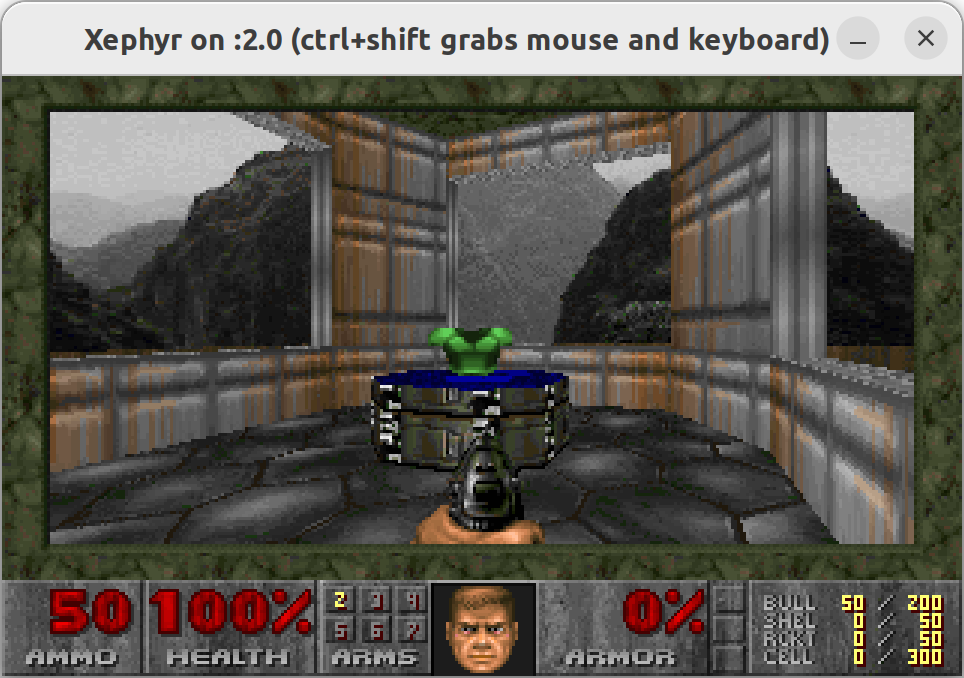 Xephyr on :2.0 (ctrl+shift grabs mouse and keyboard)
50 100% 2 3 4 0% BULL 50 / 200
SHEL 0 / 50
5 6 7 RCKT 0 / 50
AMMO HEALTH ARMS ARMOR CELL 0 / 300